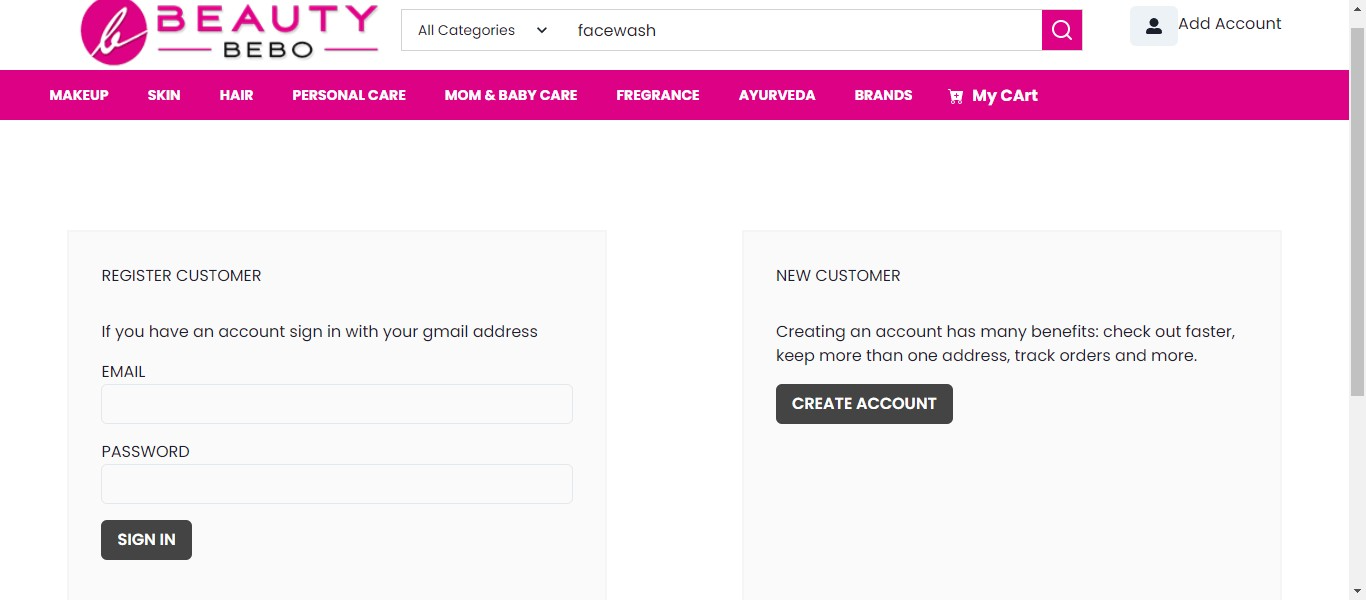 BEAUTY
BEBO
All Categories
facewash
Add Account
MAKEUP SKIN HAIR PERSONAL CARE MOM & BABY CARE FREGRANCE AYURVEDA BRANDS My CArt
REGISTER CUSTOMER
If you have an account sign in with your gmail address
EMAIL
PASSWORD
SIGN IN
NEW CUSTOMER
Creating an account has many benefits: check out faster,
keep more than one address, track orders and more.
CREATE ACCOUNT